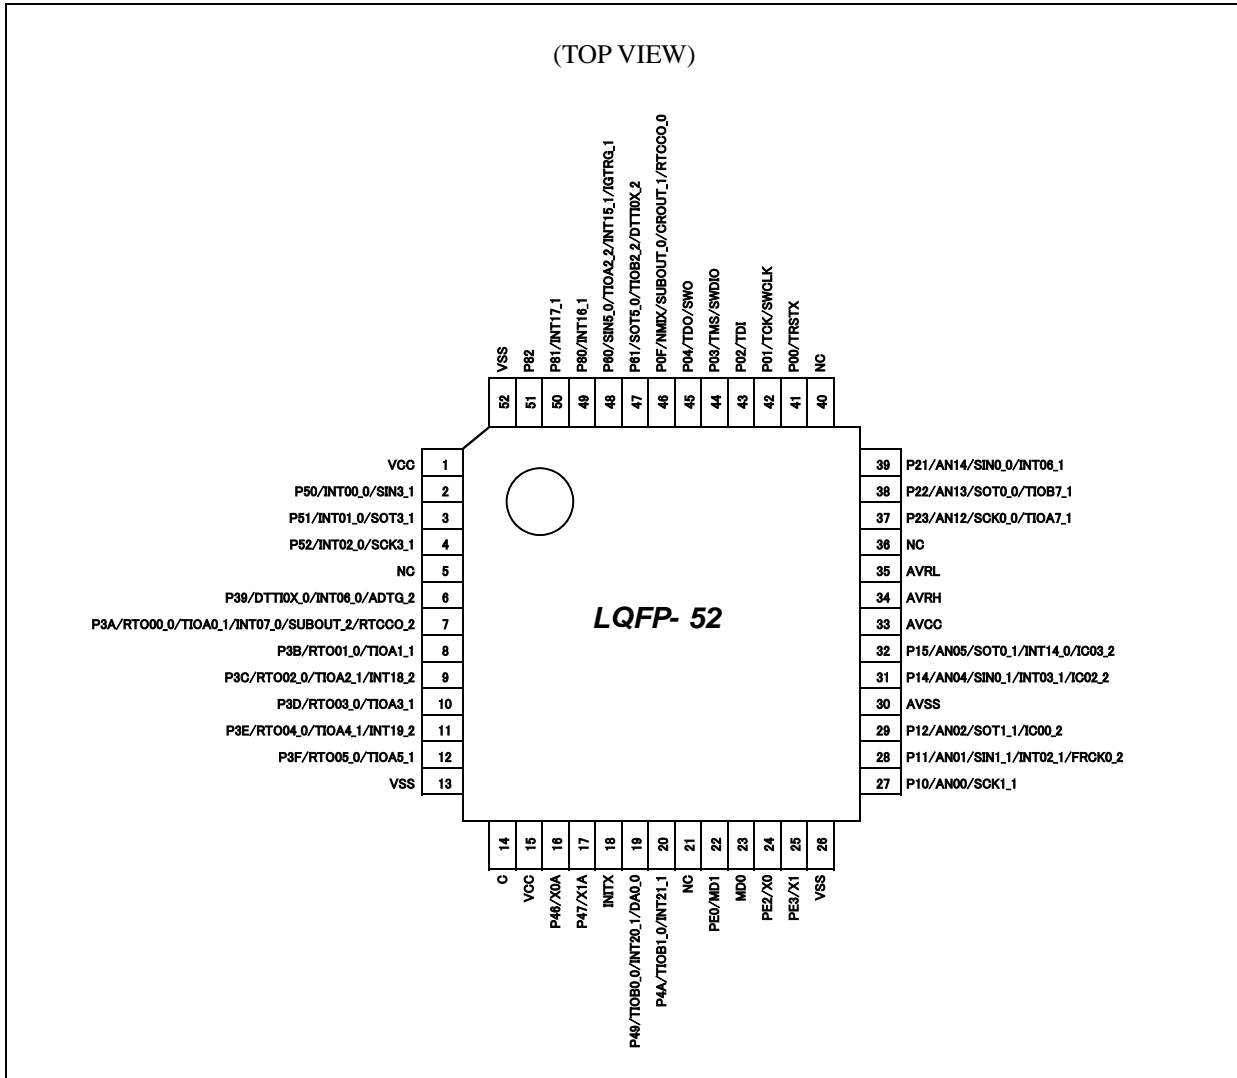 (TOP VIEW)
VSS
P82
P81/INT17_1
P80/INT16_1
P60/SIN5_0/TIOA2_2/INT15_1/IGTRG_1
P61/SOT5_0/TIOB2_2/DTTI0X_2
P0F/NMIX/SUBOUT_0/CROUT_1/RTCCO_0
P04/TDO/SWO
P03/TMS/SWDIO
P02/TDI
P01/TCK/SWCLK
P00/TRSTX
NC
52
51
50
49
48
47
46
45
44
43
42
41
40
VCC 1
P50/INT00_0/SIN3_1 2
P51/INT01_0/SOT3_1 3
P52/INT02_0/SCK3_1 4
NC 5
P39/DTTI0X_0/INT06_0/ADTG_2 6
P3A/RTO00_0/TIOA0_1/INT07_0/SUBOUT_2/RTCCO_2 7
P3B/RTO01_0/TIOA1_1 8
P3C/RTO02_0/TIOA2_1/INT18_2 9
P3D/RTO03_0/TIOA3_1 10
P3E/RTO04_0/TIOA4_1/INT19_2 11
P3F/RTO05_0/TIOA5_1 12
VSS 13
LQFP- 52
39 P21/AN14/SIN0_0/INT06_1
38 P22/AN13/SOT0_0/TIOB7_1
37 P23/AN12/SCK0_0/TIOA7_1
36 NC
35 AVRL
34 AVRH
33 AVCC
32 P15/AN05/SOT0_1/INT14_0/IC03_2
31 P14/AN04/SIN0_1/INT03_1/IC02_2
30 AVSS
29 P12/AN02/SOT1_1/IC00_2
28 P11/AN01/SIN1_1/INT02_1/FRCK0_2
27 P10/AN00/SCK1_1
14
15
16
17
18
19
20
21
22
23
24
25
26
C
VCC
P46/X0A
P47/X1A
INITX
P49/TIOB0_0/INT20_1/DA0_0
P4A/TIOB1_0/INT21_1
NC
PE0/MD1
MD0
PE2/X0
PE3/X1
VSS